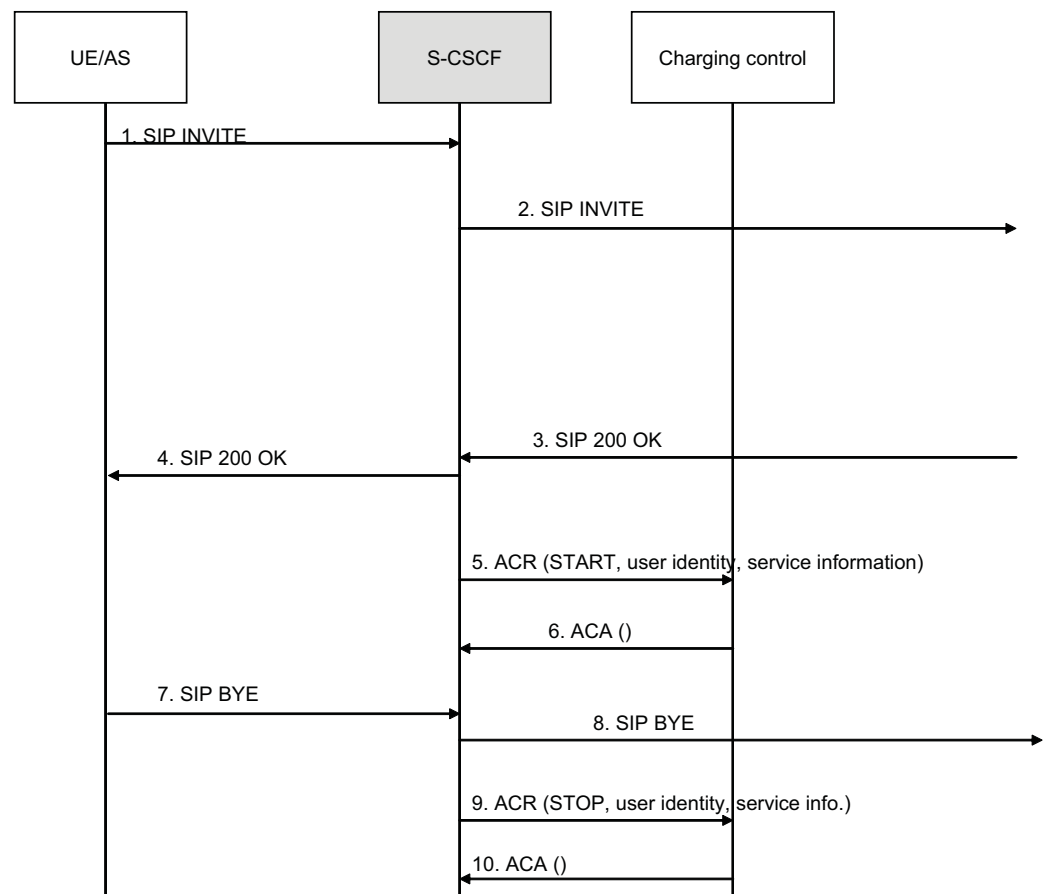 UE/AS
S-CSCF
Charging control
1. SIP INVITE
2. SIP INVITE
3. SIP 200 OK
4. SIP 200 OK
5. ACR (START, user identity, service information)
6. ACA ()
7. SIP BYE
8. SIP BYE
9. ACR (STOP, user identity, service info.)
10. ACA ()